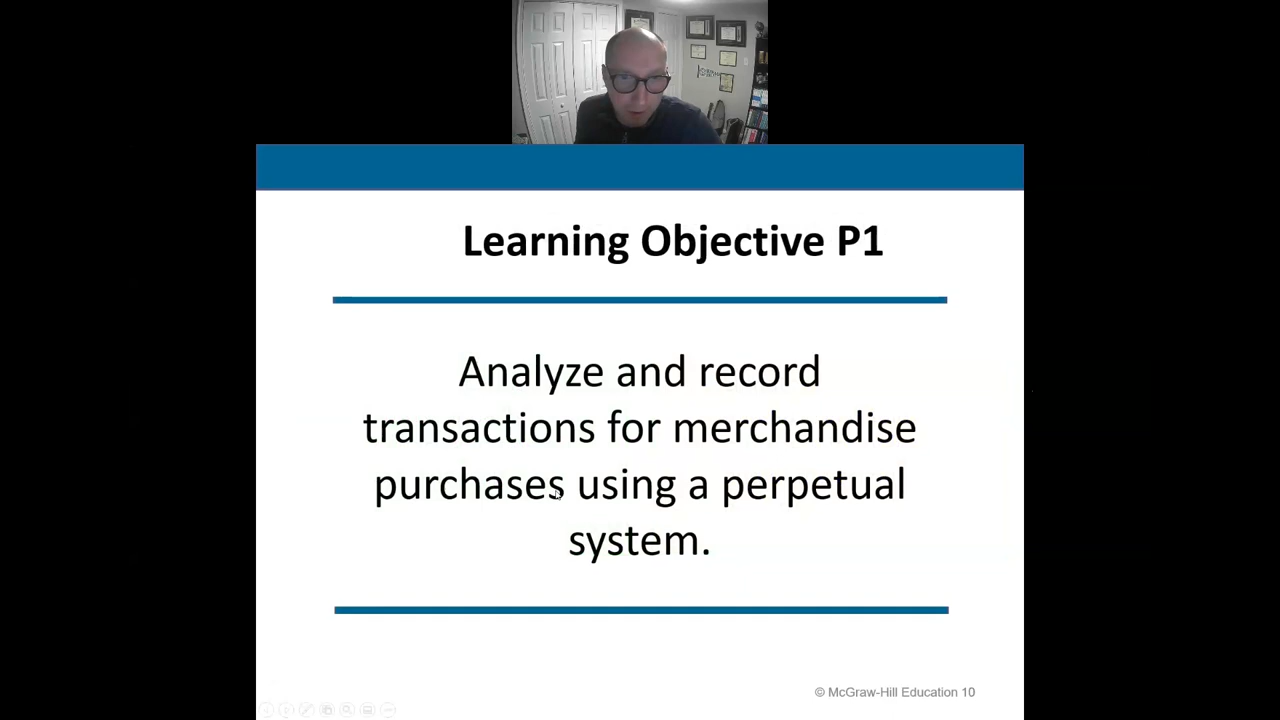 Learning Objective P1
Analyze and record
transactions for merchandise
purchases using a perpetual
system.
© McGraw-Hill Education 10